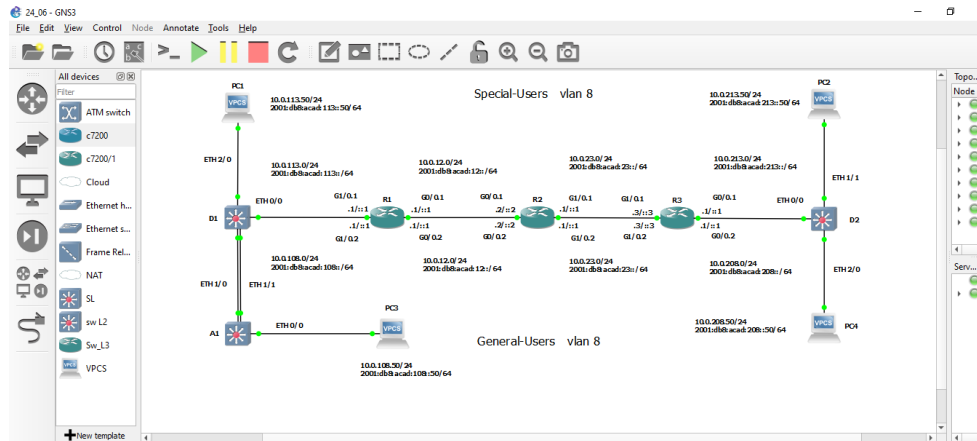 24_06 - GNS3
File Edit View Control Node Annotate Tools Help
All devices
Filter
ATM switch
c7200
c7200/1
Cloud
Ethernet h...
Ethernet s...
Frame Rel...
NAT
SL
sw L2
Sw_L3
VPCS
New template
PC1
VPCS
10.0.113.50/24
2001:db8:acad:113::50/64
Special-Users vlan 8
PC2
VPCS
10.0.213.50/24
2001:db8:acad:213::50/64
ETH 2/0
10.0.113.0/24
2001:db8:acad:113::/64
10.0.12.0/24
2001:db8:acad:12::/64
10.0.23.0/24
2001:db8:acad:23::/64
10.0.213.0/24
2001:db8:acad:213::/64
ETH 1/1
D1
ETH 0/0
G1/0.1
R1
G0/0.1
G0/0.1
R2
G1/0.1
G1/0.1
R3
G0/0.1
ETH 0/0
D2
.1/::1
.1/::1
.2/::2
.1/::1
.3/::3
.1/::1
.1/::1
.1/::1
.2/::2
.1/::1
.3/::3
.1/::1
G1/0.2
G0/0.2
G0/0.2
G1/0.2
G1/0.2
G0/0.2
10.0.108.0/24
2001:db8:acad:108::/64
10.0.12.0/24
2001:db8:acad:12::/64
10.0.23.0/24
2001:db8:acad:23::/64
10.0.208.0/24
2001:db8:acad:208::/64
ETH 2/0
ETH 1/0
ETH 1/1
A1
ETH 0/0
PC3
VPCS
10.0.108.50/24
2001:db8:acad:108::50/64
General-Users vlan 8
10.0.208.50/24
2001:db8:acad:208::50/64
VPCS
PC4
Topo...
Node
Serv...